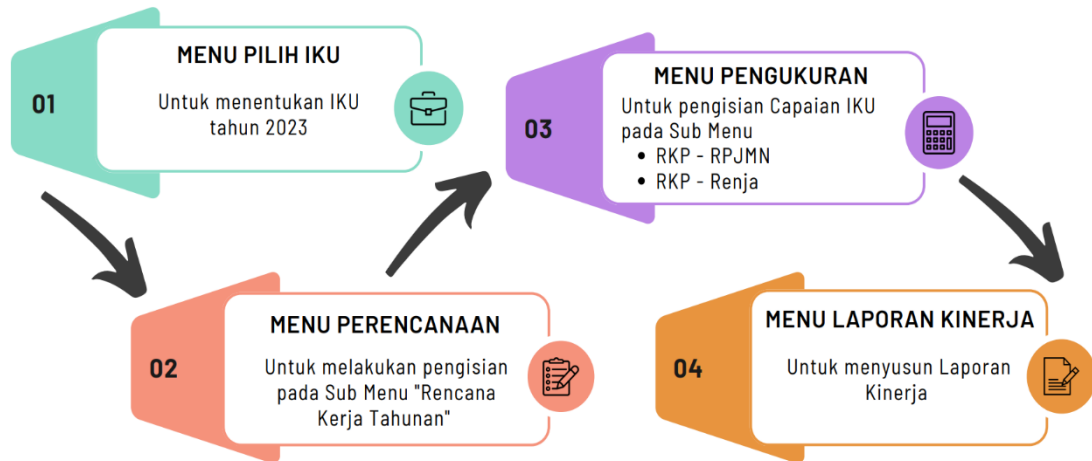 01
MENU PILIH IKU
Untuk menentukan IKU
tahun 2023
02
MENU PERENCANAAN
Untuk melakukan pengisian
pada Sub Menu "Rencana
Kerja Tahunan"
03
MENU PENGUKURAN
Untuk pengisian Capaian IKU
pada Sub Menu
• RKP - RPJMN
• RKP - Renja
04
MENU LAPORAN KINERJA
Untuk menyusun Laporan
Kinerja